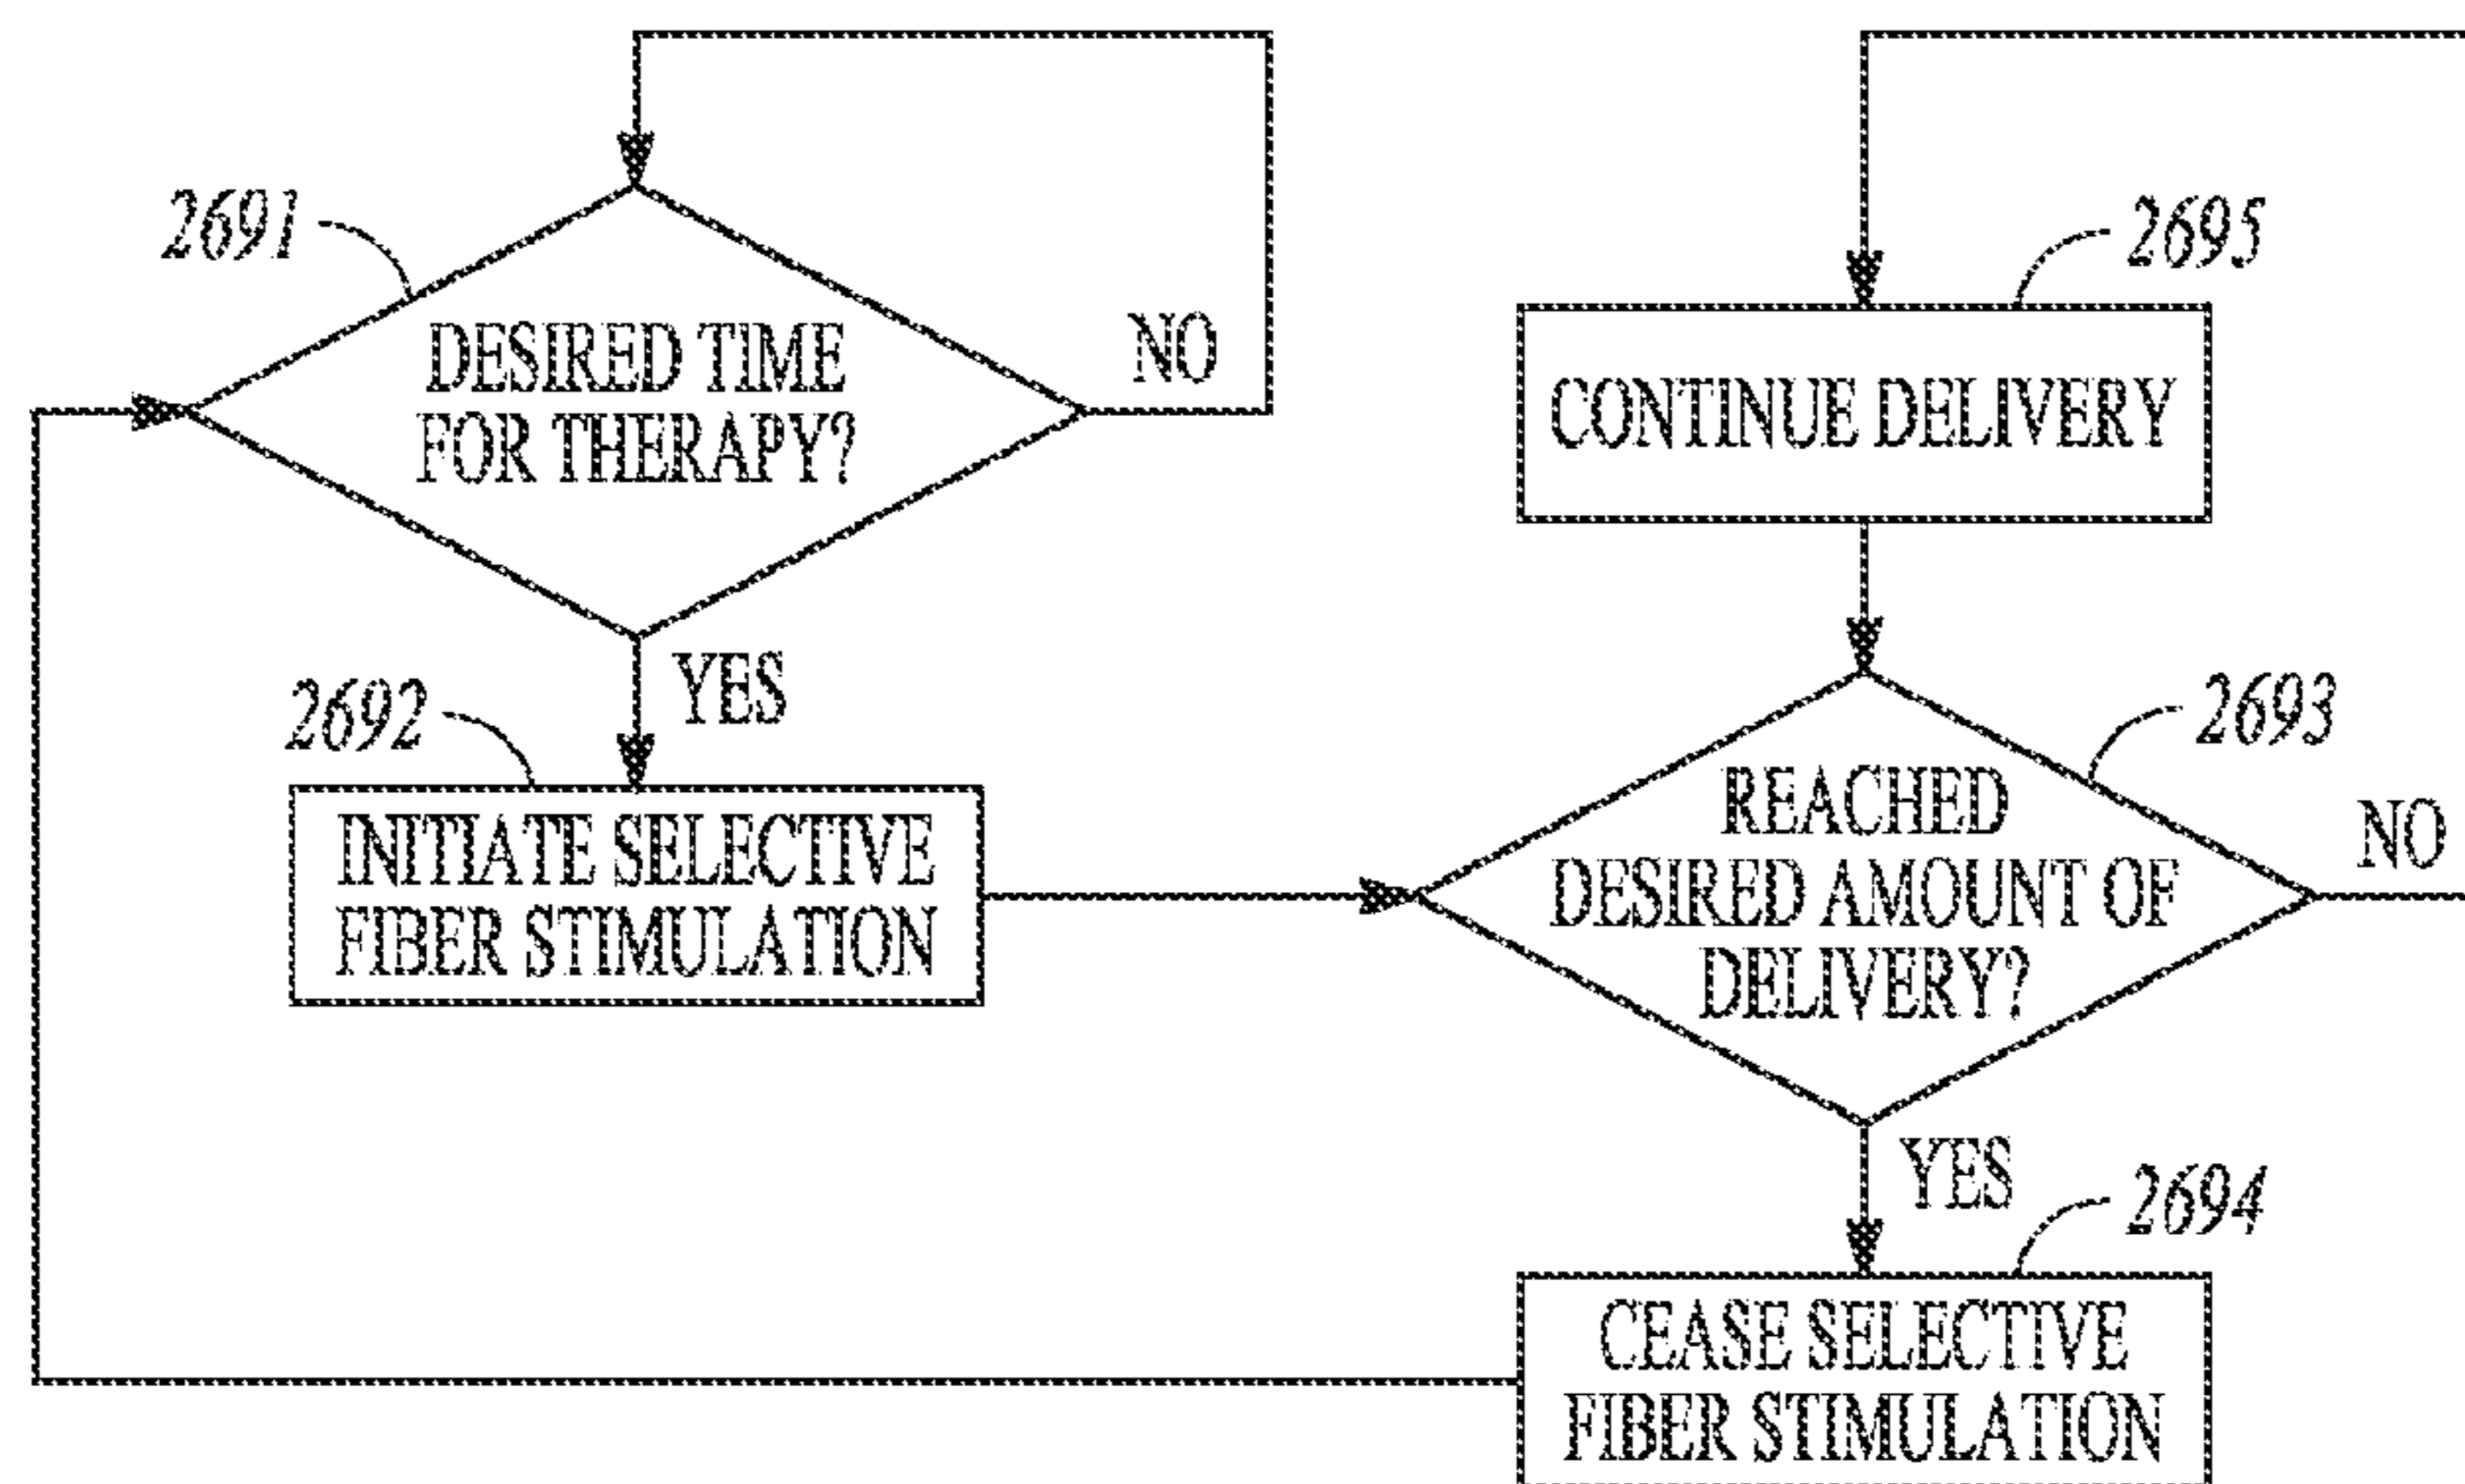 2691
DESIRED TIME
FOR THERAPY?
NO
YES
2692
INITIATE SELECTIVE
FIBER STIMULATION
2695
CONTINUE DELIVERY
2693
REACHED
DESIRED AMOUNT OF
DELIVERY?
NO
YES
2694
CEASE SELECTIVE
FIBER STIMULATION